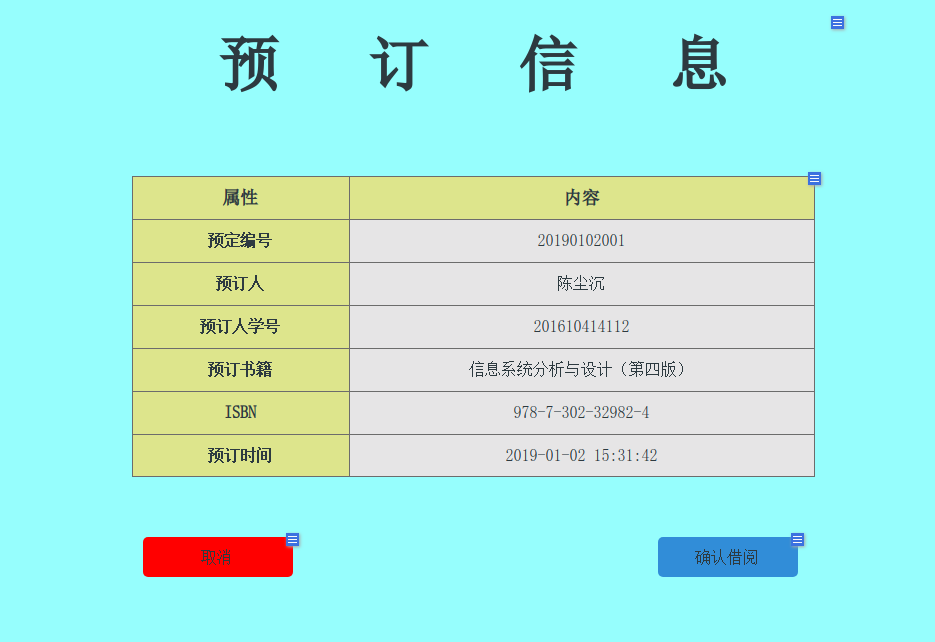 预 订 信 息
属性 内容
预定编号 20190102001
预订人 陈尘沉
预订人学号 201610414112
预订书籍 信息系统分析与设计（第四版）
ISBN 978-7-302-32982-4
预订时间 2019-01-02 15:31:42
取消 确认借阅